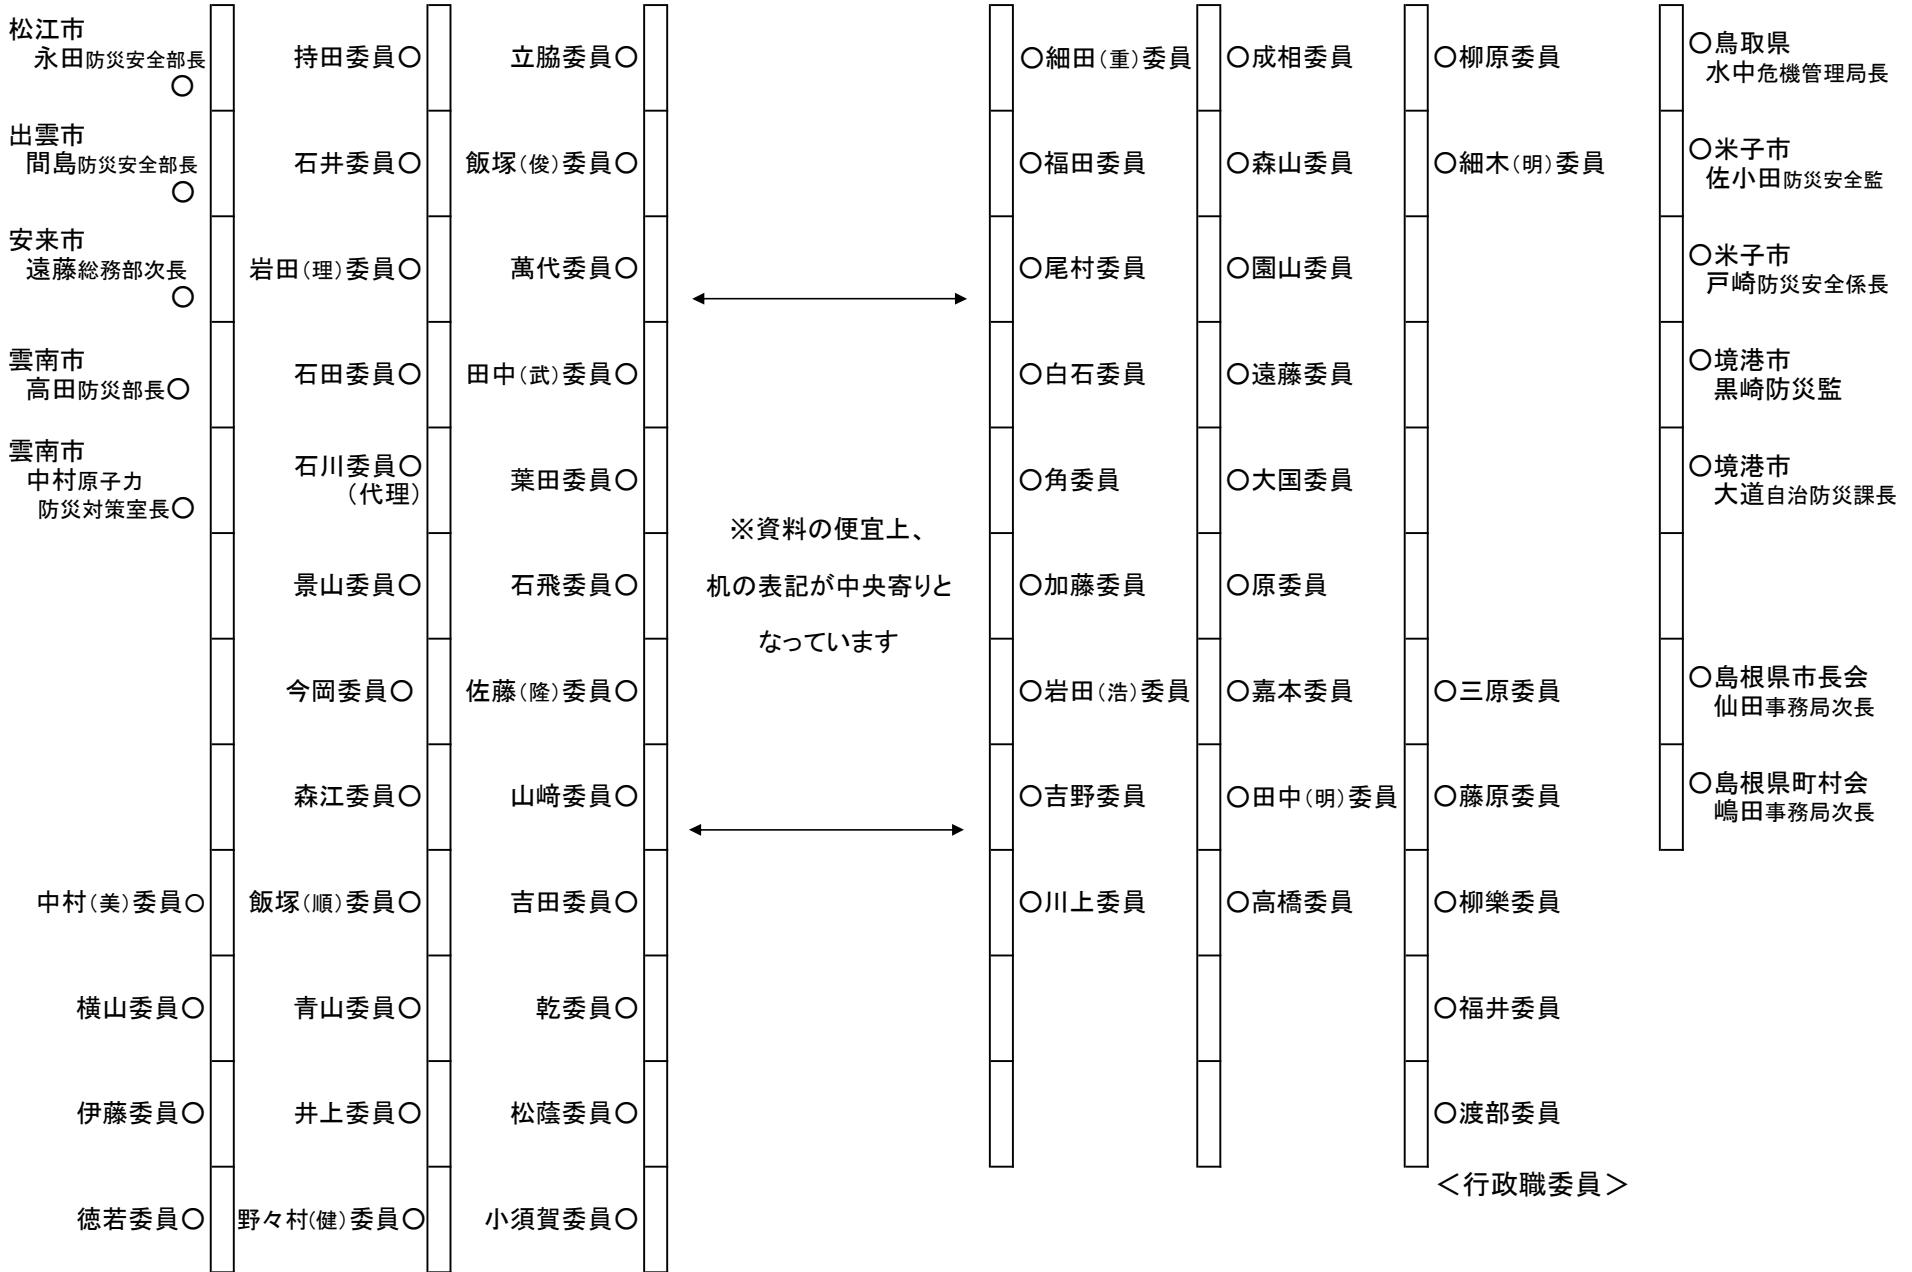 松江市
永田防災安全部長
○
出雲市
間島防災安全部長
○
安来市
遠藤総務部次長
○
雲南市
高田防災部長○
雲南市
中村原子力
防災対策室長○
中村(美)委員○
横山委員○
伊藤委員○
徳若委員○
持田委員○
石井委員○
岩田(理)委員○
石田委員○
石川委員○
(代理)
景山委員○
今岡委員○
森江委員○
飯塚(順)委員○
青山委員○
井上委員○
野々村(健)委員○
立脇委員○
飯塚(俊)委員○
萬代委員○
田中(武)委員○
葉田委員○
石飛委員○
佐藤(隆)委員○
山﨑委員○
吉田委員○
乾委員○
松蔭委員○
小須賀委員○
※資料の便宜上、
机の表記が中央寄りと
なっています
○細田(重)委員
○福田委員
○尾村委員
○白石委員
○角委員
○加藤委員
○岩田(浩)委員
○吉野委員
○川上委員
○成相委員
○森山委員
○園山委員
○遠藤委員
○大国委員
○原委員
○嘉本委員
○田中(明)委員
○高橋委員
○柳原委員
○細木(明)委員
○三原委員
○藤原委員
○柳樂委員
○福井委員
○渡部委員
＜行政職委員＞
○鳥取県
水中危機管理局長
○米子市
佐小田防災安全監
○米子市
戸崎防災安全係長
○境港市
黒崎防災監
○境港市
大道自治防災課長
○島根県市長会
仙田事務局次長
○島根県町村会
嶋田事務局次長